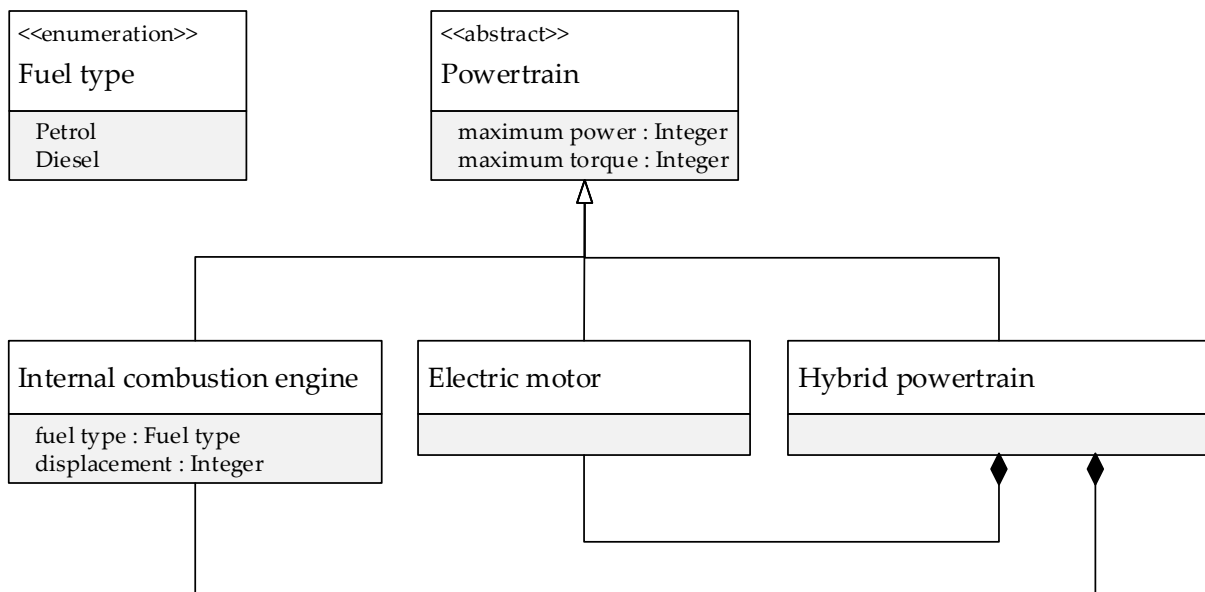 <<enumeration>>
Fuel type
Petrol
Diesel
<<abstract>>
Powertrain
maximum power : Integer
maximum torque : Integer
Internal combustion engine
fuel type : Fuel type
displacement : Integer
Electric motor
Hybrid powertrain